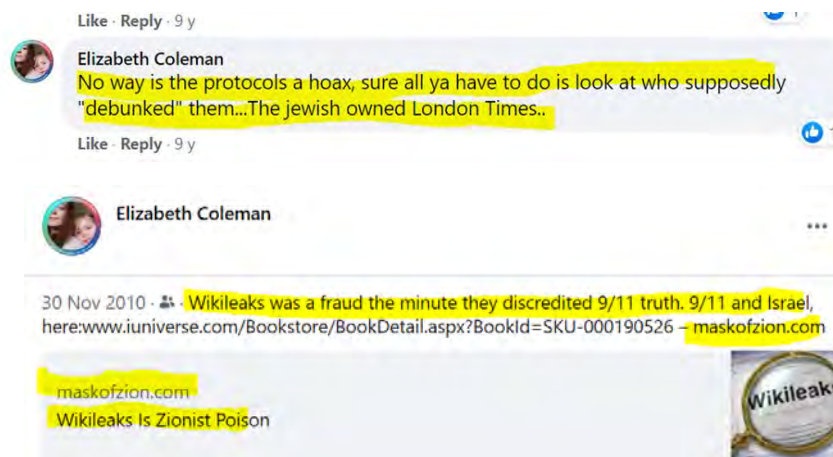 Like · Reply · 9 y
Elizabeth Coleman
No way is the protocols a hoax, sure all ya have to do is look at who supposedly
"debunked" them...The jewish owned London Times..
Like · Reply · 9 y
Elizabeth Coleman
30 Nov 2010 · Wikileaks was a fraud the minute they discredited 9/11 truth. 9/11 and Israel,
here:www.iuniverse.com/Bookstore/BookDetail.aspx?BookId=SKU-000190526 – maskofzion.com
maskofzion.com
Wikileaks Is Zionist Poison